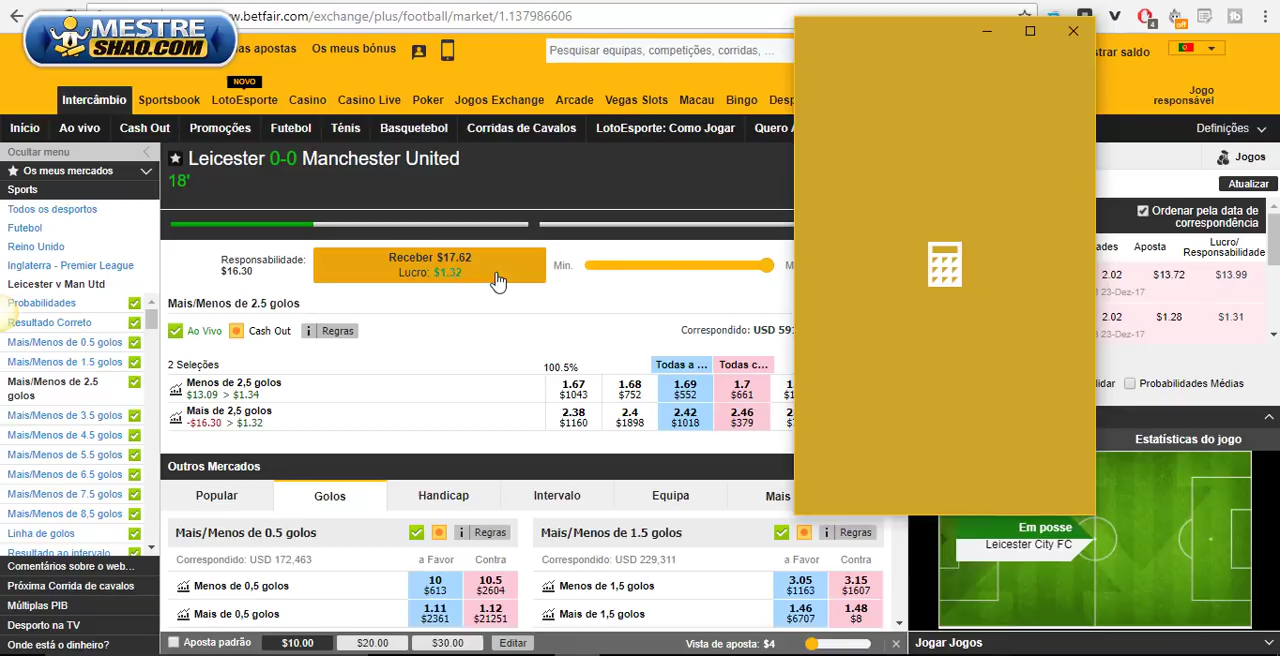 MESTRE
SHAO.COM
w.betfair.com/exchange/plus/football/market/1.137986606
as apostas
Os meus bónus
Pesquisar equipas, competições, corridas, ...
strar saldo
NOVO
Intercâmbio
Sportsbook
LotoEsporte
Casino
Casino Live
Poker
Jogos Exchange
Arcade
Vegas Slots
Macau
Bingo
Desp
Jogo
responsável
Início
Ao vivo
Cash Out
Promoções
Futebol
Ténis
Basquetebol
Corridas de Cavalos
LotoEsporte: Como Jogar
Quero A
Definições
Ocultar menu
Os meus mercados
Sports
Todos os desportos
Futebol
Reino Unido
Inglaterra - Premier League
Leicester v Man Utd
Probabilidades
Resultado Correto
Mais/Menos de 0.5 golos
Mais/Menos de 1.5 golos
Mais/Menos de 2.5
golos
Mais/Menos de 3.5 golos
Mais/Menos de 4.5 golos
Mais/Menos de 5.5 golos
Mais/Menos de 6.5 golos
Mais/Menos de 7.5 golos
Mais/Menos de 8,5 golos
Linha de golos
Resultado ao intervalo
Comentários sobre o web...
Próxima Corrida de cavalos
Múltiplas PIB
Desporto na TV
Onde está o dinheiro?
Leicester 0-0 Manchester United
18'
Responsabilidade:
$16.30
Receber $17.62
Lucro: $1.32
Min.
M
Mais/Menos de 2.5 golos
Ao Vivo
Cash Out
i Regras
Correspondido: USD 591
2 Seleções
100.5%
Todas a ...
Todas c...
Menos de 2,5 golos
$13.09 > $1.34
1.67 1.68 1.69 1.7
$1043 $752 $552 $661
Mais de 2,5 golos
-$16.30 > $1.32
2.38 2.4 2.42 2.46
$1160 $1898 $1018 $379
Outros Mercados
Popular
Golos
Handicap
Intervalo
Equipa
Mais
Mais/Menos de 0.5 golos
i Regras
Correspondido: USD 172,463
a Favor
Contra
Menos de 0,5 golos
10 10.5
$613 $2604
Mais de 0,5 golos
1.11 1.12
$2361 $21251
Mais/Menos de 1.5 golos
i Regras
Correspondido: USD 229,311
a Favor
Contra
Menos de 1,5 golos
3.05 3.15
$1163 $1607
Mais de 1,5 golos
1.46 1.48
$6707 $8
Aposta padrão
$10.00
$20.00
$30.00
Editar
Vista de aposta: $4
Jogos
Atualizar
Ordenar pela data de
correspondência
ades
Aposta
Lucro/
Responsabilidade
2.02 $13.72 $13.99
23-Dez-17
2.02 $1.28 $1.31
23-Dez-17
lidar
Probabilidades Médias
Estatísticas do jogo
Em posse
Leicester City FC
Jogar Jogos